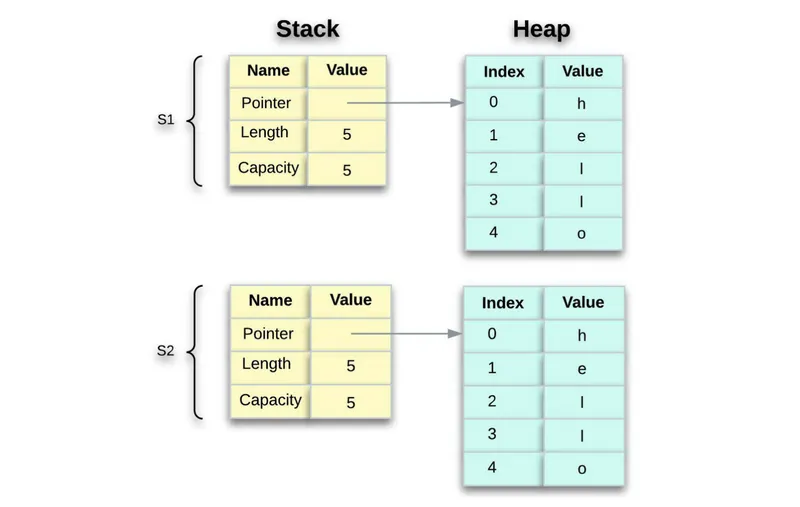 Stack Heap
Name Value Index Value
Pointer 0 h
S1 Length 5 1 e
Capacity 5 2 l
3 l
4 o
Name Value Index Value
Pointer 0 h
S2 Length 5 1 e
Capacity 5 2 l
3 l
4 o